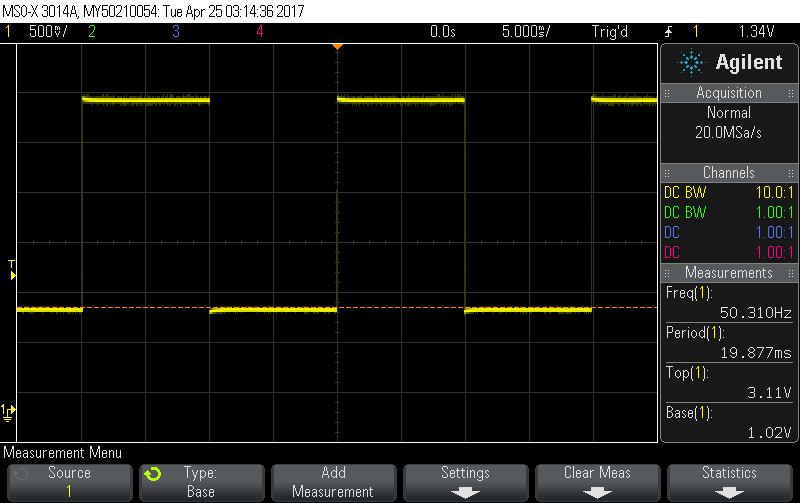 MSO-X 3014A, MY50210054: Tue Apr 25 03:14:36 2017
1 500mV/ 2 3 4 0.0s 5.000ms/ Trig'd 1 1.34V
Agilent
Acquisition
Normal
20.0MSa/s
Channels
DC BW 10.0:1
DC BW 1.00:1
DC 1.00:1
DC 1.00:1
Measurements
Freq(1):
50.310Hz
Period(1):
19.877ms
Top(1):
3.11V
Base(1):
1.02V
T
1
Measurement Menu
Source
1
Type:
Base
Add
Measurement
Settings
Clear Meas
Statistics